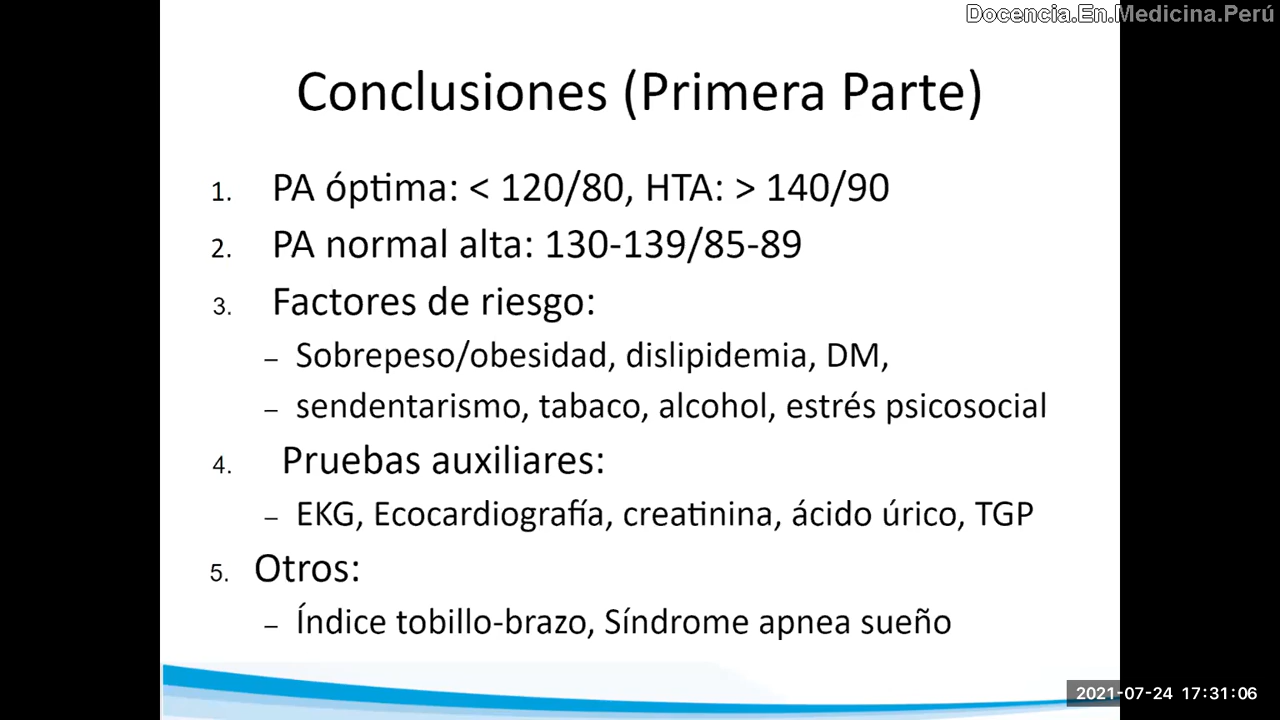 Docencia.En.Medicina.Perú
Conclusiones (Primera Parte)
1. PA óptima: < 120/80, HTA: > 140/90
2. PA normal alta: 130-139/85-89
3. Factores de riesgo:
– Sobrepeso/obesidad, dislipidemia, DM,
– sendentarismo, tabaco, alcohol, estrés psicosocial
4. Pruebas auxiliares:
– EKG, Ecocardiografía, creatinina, ácido úrico, TGP
5. Otros:
– Índice tobillo-brazo, Síndrome apnea sueño
2021-07-24 17:31:06